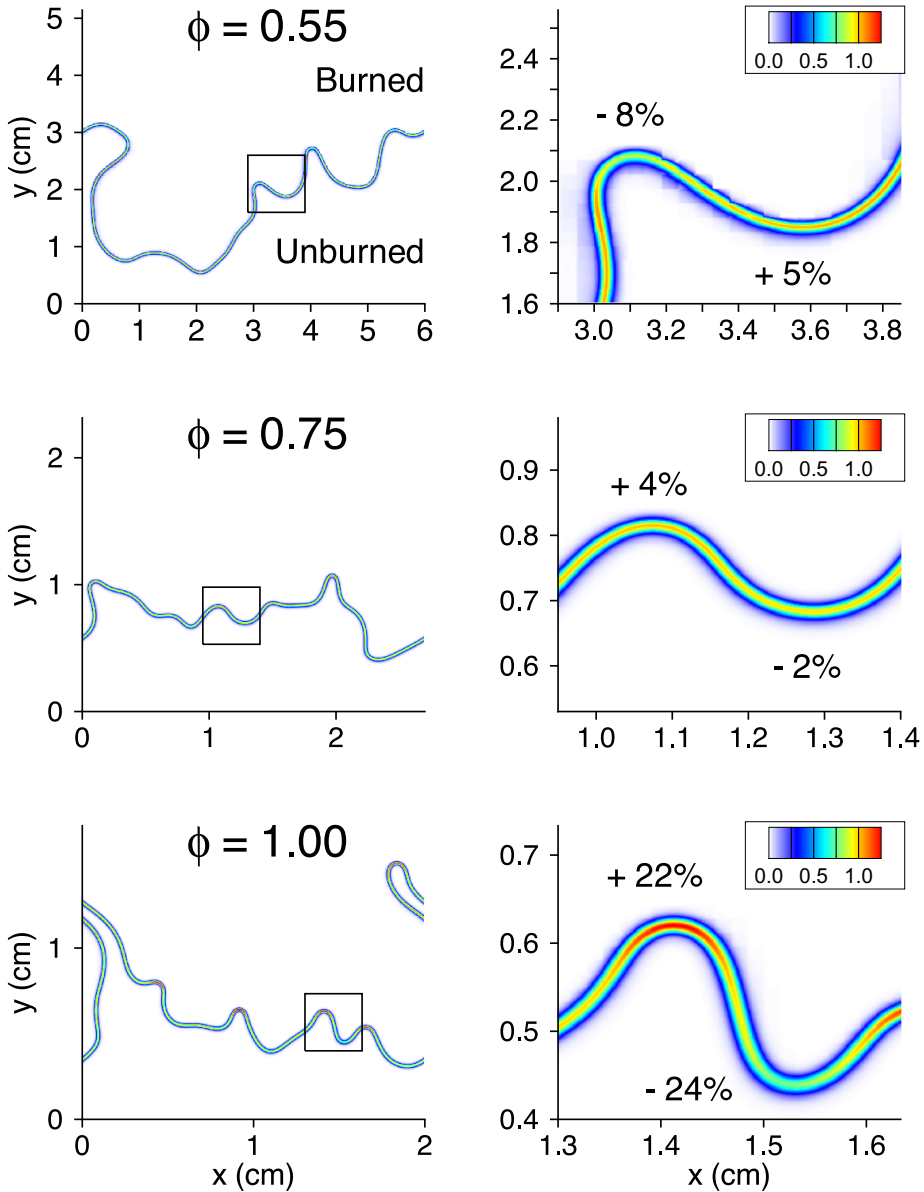 ϕ = 0.55
Burned
Unburned
y (cm)
5
4
3
2
1
0
0 1 2 3 4 5 6
0.0 0.5 1.0
- 8%
+ 5%
2.4
2.2
2.0
1.8
1.6
3.0 3.2 3.4 3.6 3.8
ϕ = 0.75
y (cm)
2
1
0
0 1 2
0.0 0.5 1.0
+ 4%
- 2%
0.9
0.8
0.7
0.6
1.0 1.1 1.2 1.3 1.4
ϕ = 1.00
y (cm)
1
0
0 1 2
x (cm)
0.0 0.5 1.0
+ 22%
- 24%
0.7
0.6
0.5
0.4
1.3 1.4 1.5 1.6
x (cm)